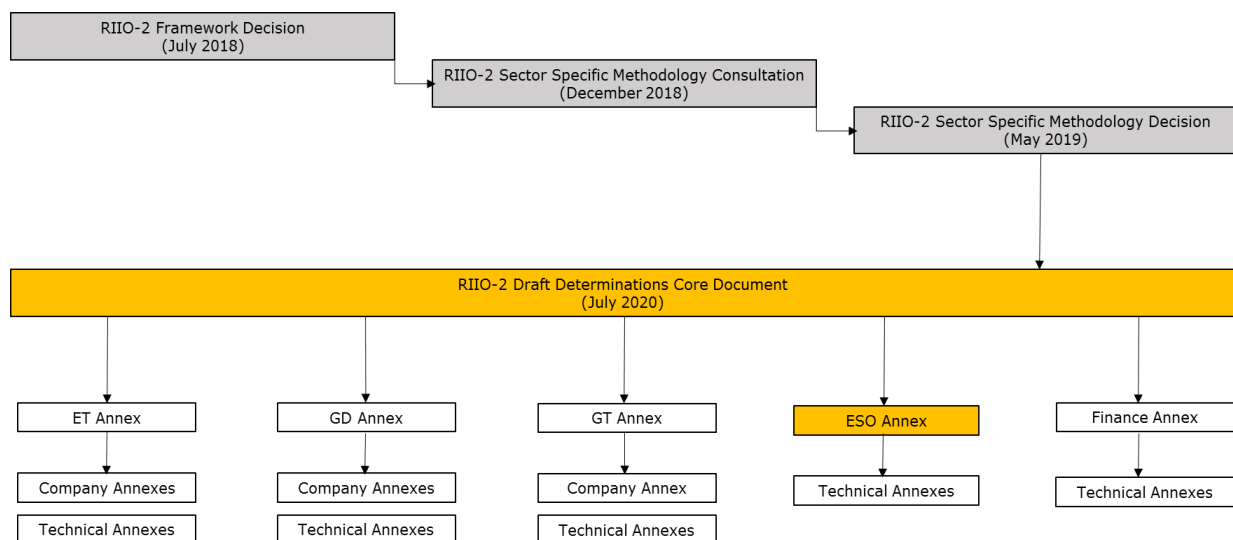 RIIO-2 Framework Decision
(July 2018)
RIIO-2 Sector Specific Methodology Consultation
(December 2018)
RIIO-2 Sector Specific Methodology Decision
(May 2019)
RIIO-2 Draft Determinations Core Document
(July 2020)
ET Annex
GD Annex
GT Annex
ESO Annex
Finance Annex
Company Annexes
Company Annexes
Company Annex
Technical Annexes
Technical Annexes
Technical Annexes
Technical Annexes
Technical Annexes